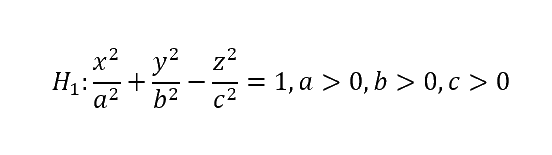 H₁: x²/a² + y²/b² − z²/c² = 1, a > 0, b > 0, c > 0